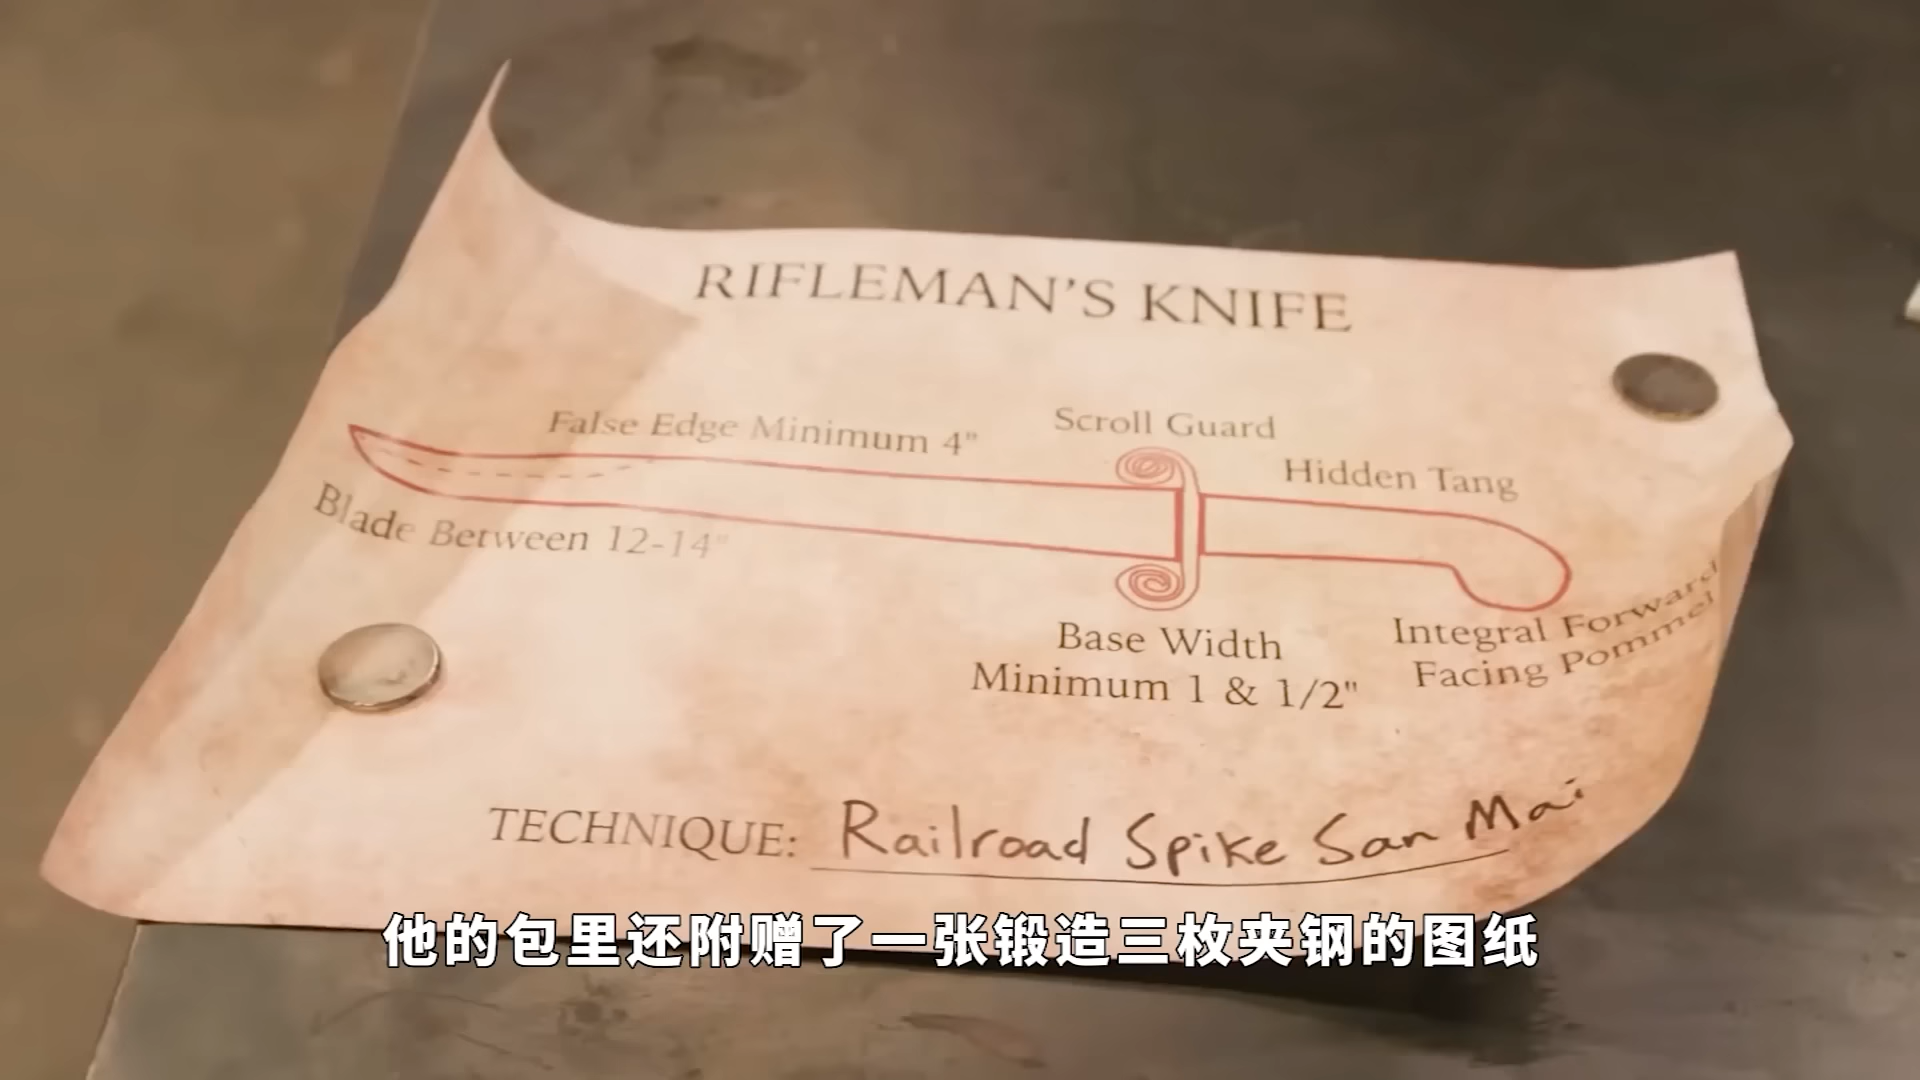 RIFLEMAN'S KNIFE
False Edge Minimum 4"
Scroll Guard
Hidden Tang
Blade Between 12-14"
Base Width
Minimum 1 & 1/2"
Integral Forward
Facing Pommel
TECHNIQUE: Railroad Spike San Mai
他的包里还附赠了一张锻造三枚夹钢的图纸